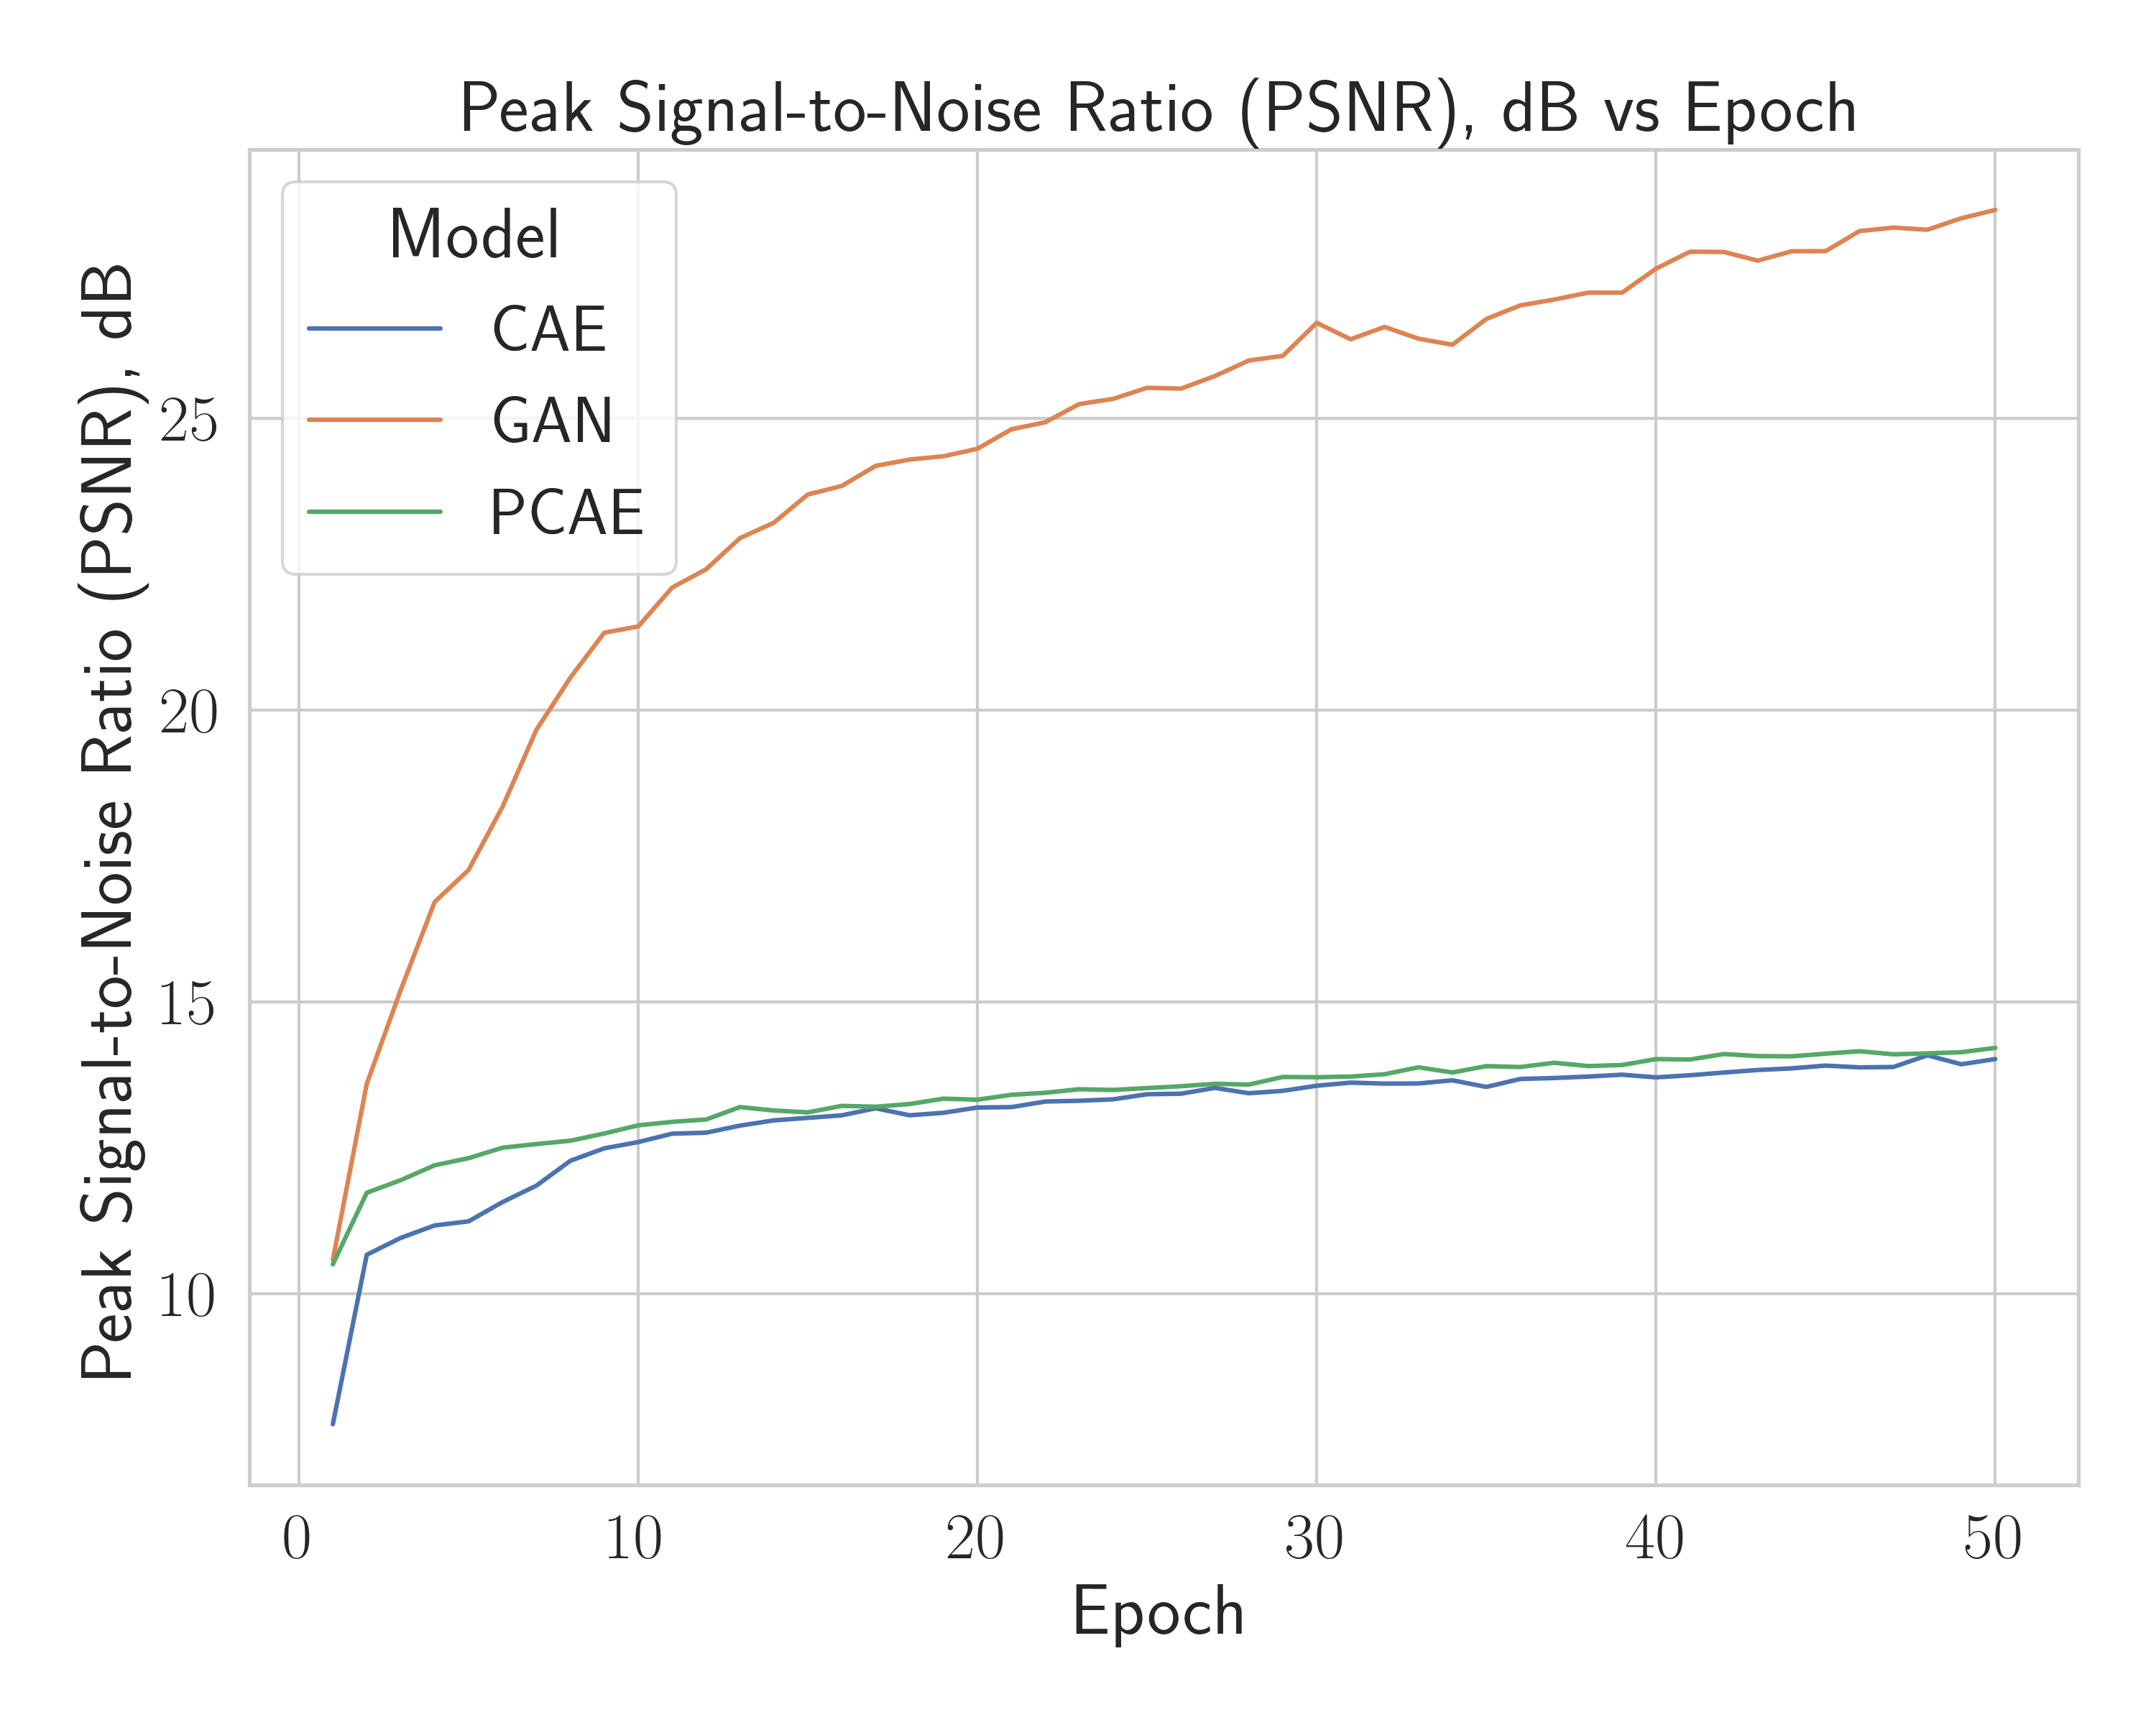 Peak Signal-to-Noise Ratio (PSNR), dB vs Epoch
Model
CAE
GAN
PCAE
Peak Signal-to-Noise Ratio (PSNR), dB
25
20
15
10
0 10 20 30 40 50
Epoch